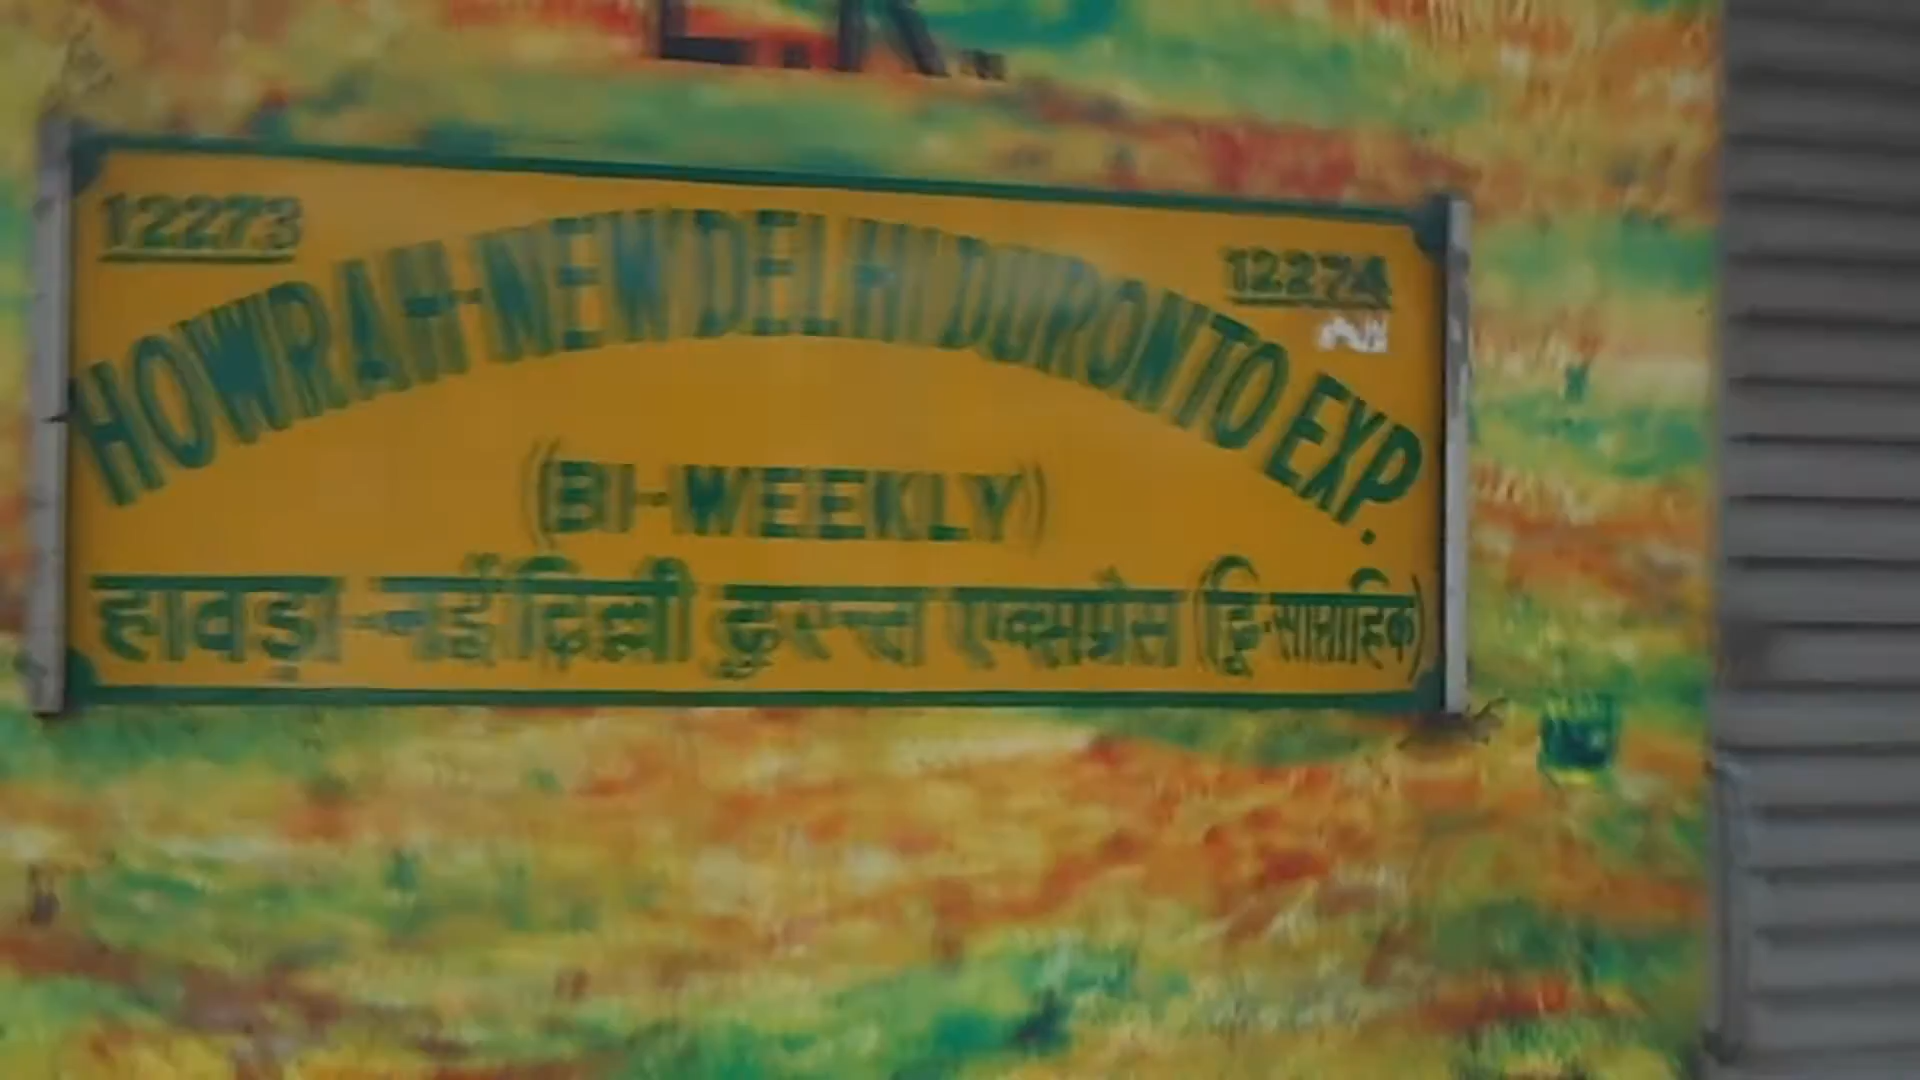 E.R.
12273
12274
HOWRAH-NEW DELHI DURONTO EXP.
(BI-WEEKLY)
हावड़ा-नई दिल्ली दुरन्त एक्सप्रेस (द्वि-साप्ताहिक)